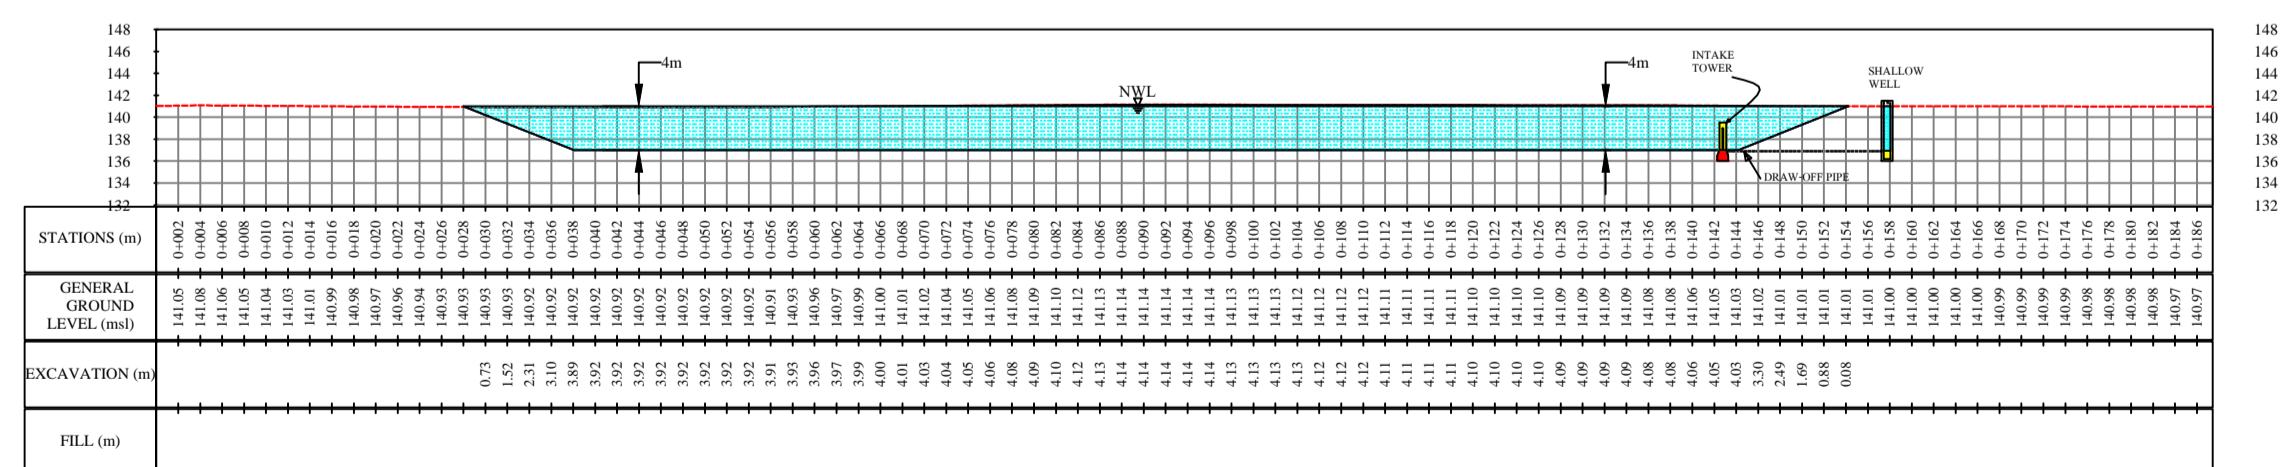 148
146
144
142
140
138
136
134
132
4m
NWL
4m
INTAKE
TOWER
SHALLOW
WELL
DRAW-OFF PIPE
148
146
144
142
140
138
136
134
132
STATIONS (m) 0+002 0+004 0+006 0+008 0+010 0+012 0+014 0+016 0+018 0+020 0+022 0+024 0+026 0+028 0+030 0+032 0+034 0+036 0+038 0+040 0+042 0+044 0+046 0+048 0+050 0+052 0+054 0+056 0+058 0+060 0+062 0+064 0+066 0+068 0+070 0+072 0+074 0+076 0+078 0+080 0+082 0+084 0+086 0+088 0+090 0+092 0+094 0+096 0+098 0+100 0+102 0+104 0+106 0+108 0+110 0+112 0+114 0+116 0+118 0+120 0+122 0+124 0+126 0+128 0+130 0+132 0+134 0+136 0+138 0+140 0+142 0+144 0+146 0+148 0+150 0+152 0+154 0+156 0+158 0+160 0+162 0+164 0+166 0+168 0+170 0+172 0+174 0+176 0+178 0+180 0+182 0+184 0+186
GENERAL
GROUND
LEVEL (msl) 141.05 141.08 141.06 141.05 141.04 141.03 141.01 140.99 140.98 140.97 140.96 140.94 140.93 140.93 140.93 140.93 140.92 140.92 140.92 140.92 140.92 140.92 140.92 140.92 140.92 140.92 140.92 140.91 140.93 140.96 140.97 140.99 141.00 141.01 141.02 141.04 141.05 141.06 141.08 141.09 141.10 141.12 141.13 141.14 141.14 141.14 141.14 141.14 141.13 141.13 141.13 141.12 141.12 141.12 141.12 141.11 141.11 141.11 141.11 141.10 141.10 141.10 141.10 141.09 141.09 141.09 141.09 141.08 141.08 141.06 141.05 141.03 141.02 141.01 141.01 141.01 141.01 141.01 141.00 141.00 141.00 141.00 141.00 140.99 140.99 140.99 140.99 140.98 140.98 140.98 140.98 140.97 140.97
EXCAVATION (m) 0.73 1.52 2.31 3.10 3.89 3.92 3.92 3.92 3.92 3.92 3.92 3.92 3.92 3.91 3.93 3.96 3.97 3.99 4.00 4.01 4.03 4.04 4.05 4.06 4.08 4.09 4.10 4.12 4.13 4.14 4.14 4.14 4.14 4.14 4.13 4.13 4.13 4.13 4.12 4.12 4.12 4.11 4.11 4.11 4.11 4.10 4.10 4.10 4.10 4.09 4.09 4.09 4.09 4.08 4.08 4.06 4.05 4.03 3.30 2.49 1.69 0.88 0.08
FILL (m)